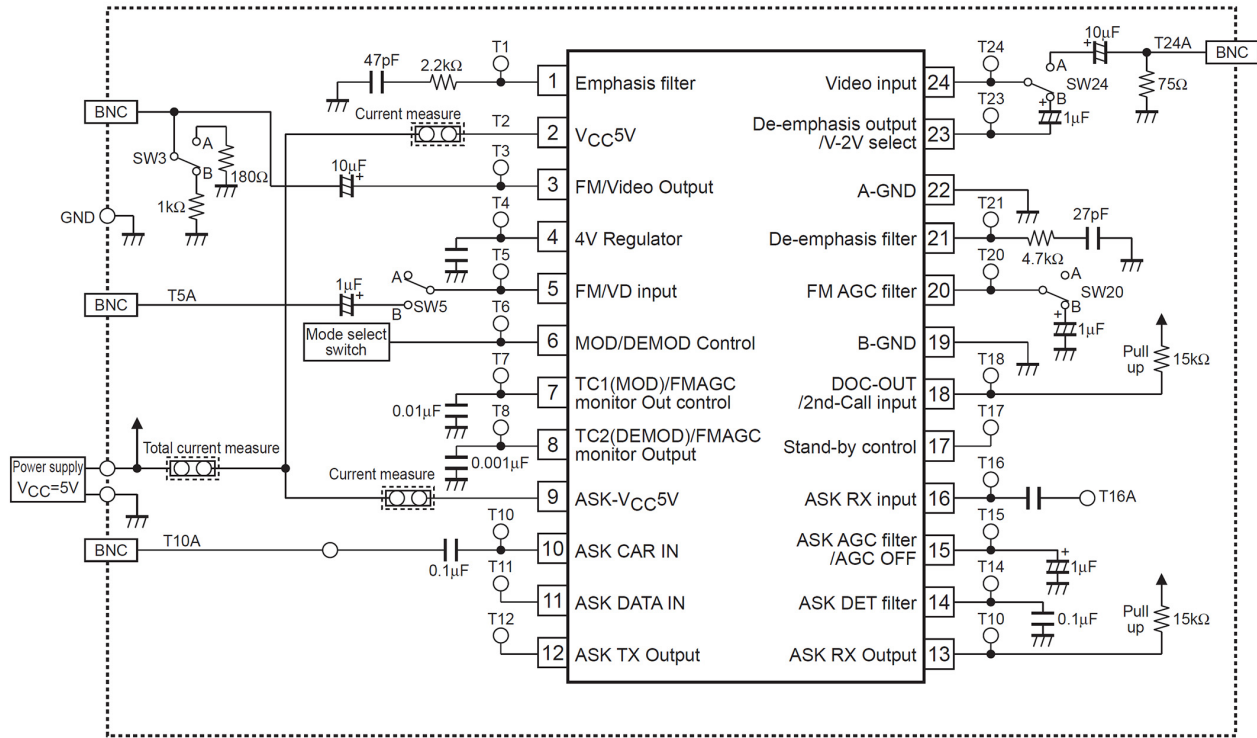 T1
47pF
2.2kΩ
1
Emphasis filter
BNC
Current measure
T2
2
VCC5V
SW3
A
B
180Ω
1kΩ
10μF
+
T3
3
FM/Video Output
GND
T4
4
4V Regulator
BNC
T5A
1μF
+
A
B
SW5
T5
5
FM/VD input
Mode select
switch
T6
6
MOD/DEMOD Control
T7
0.01μF
7
TC1(MOD)/FMAGC
monitor Out control
T8
0.001μF
8
TC2(DEMOD)/FMAGC
monitor Output
Power supply
VCC=5V
Total current measure
Current measure
9
ASK-VCC5V
BNC
T10A
0.1μF
T10
10
ASK CAR IN
T11
11
ASK DATA IN
T12
12
ASK TX Output
Video input
24
T24
A
B
SW24
+
10μF
T24A
BNC
75Ω
De-emphasis output
/V-2V select
23
T23
+
1μF
A-GND
22
De-emphasis filter
21
T21
4.7kΩ
27pF
FM AGC filter
20
T20
A
B
SW20
+
1μF
B-GND
19
DOC-OUT
/2nd-Call input
18
T18
Pull
up
15kΩ
Stand-by control
17
T17
ASK RX input
16
T16
T16A
ASK AGC filter
/AGC OFF
15
T15
+
1μF
ASK DET filter
14
T14
0.1μF
ASK RX Output
13
T10
Pull
up
15kΩ